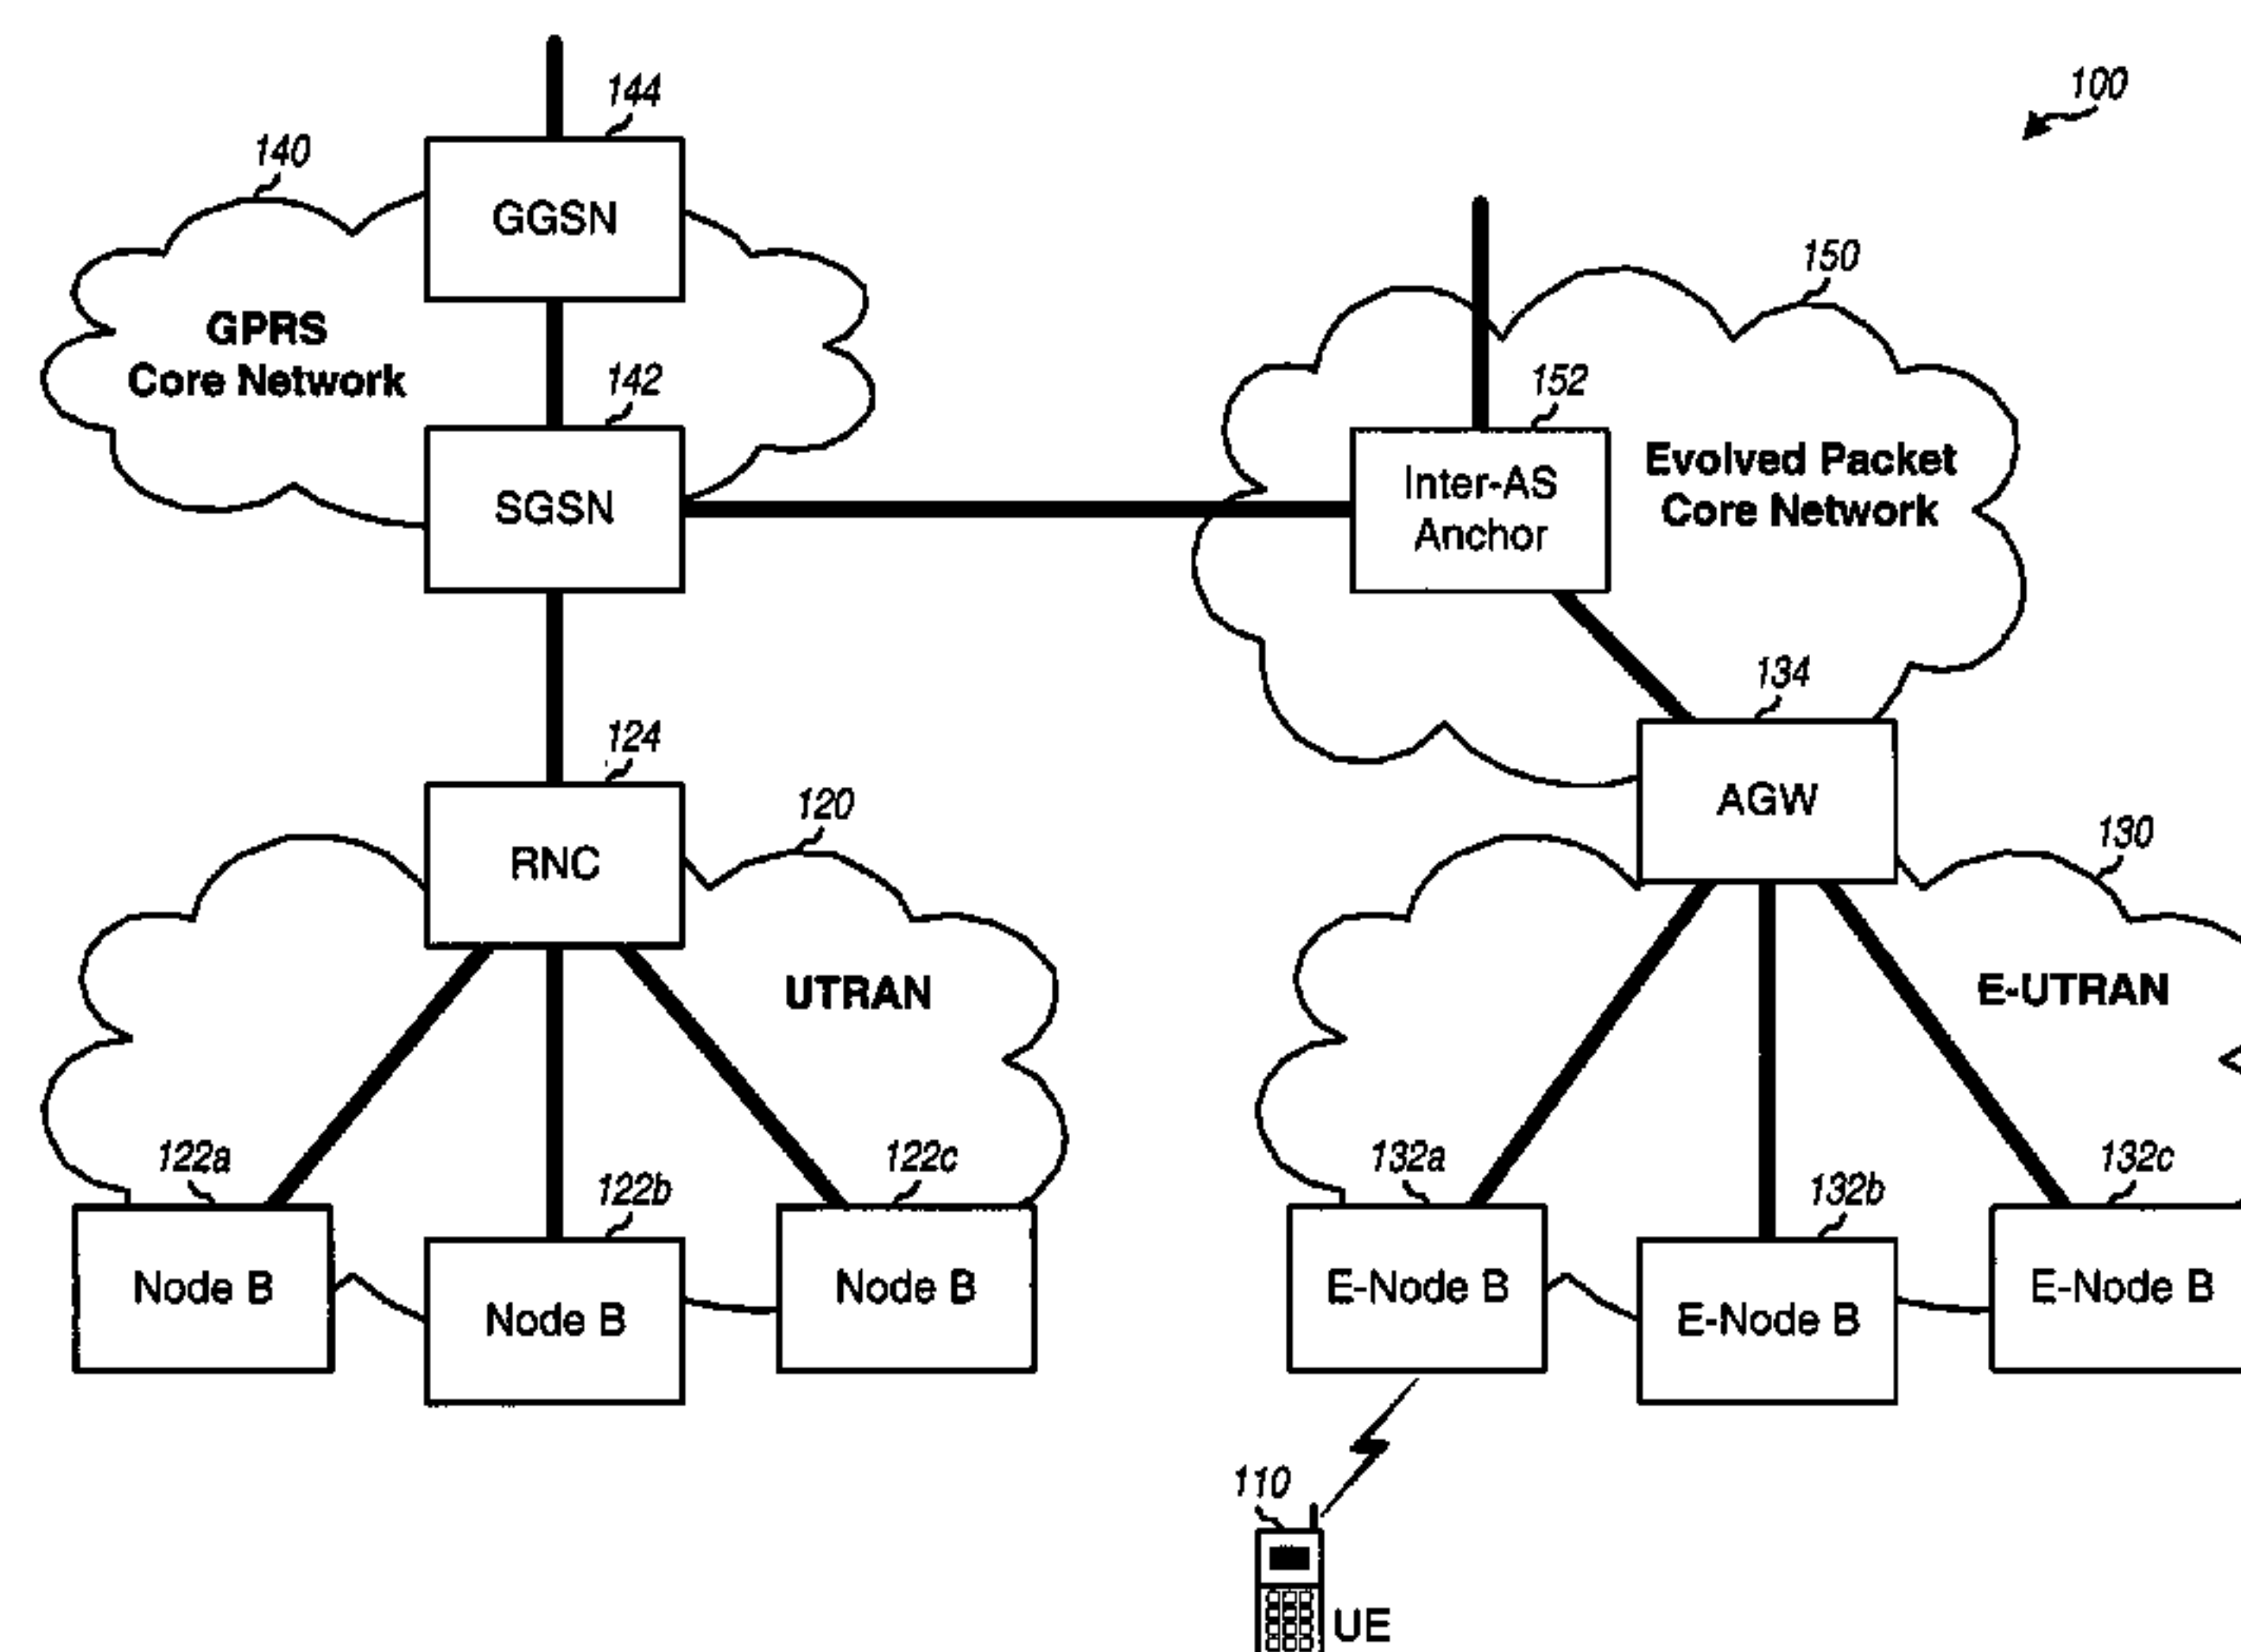 144
100
140
GGSN
150
GPRS
Core Network
142
152
Evolved Packet
Core Network
Inter-AS
Anchor
SGSN
134
124
120
AGW
130
RNC
UTRAN
E-UTRAN
122a
122b
122c
132a
132b
132c
Node B
Node B
Node B
E-Node B
E-Node B
E-Node B
110
UE